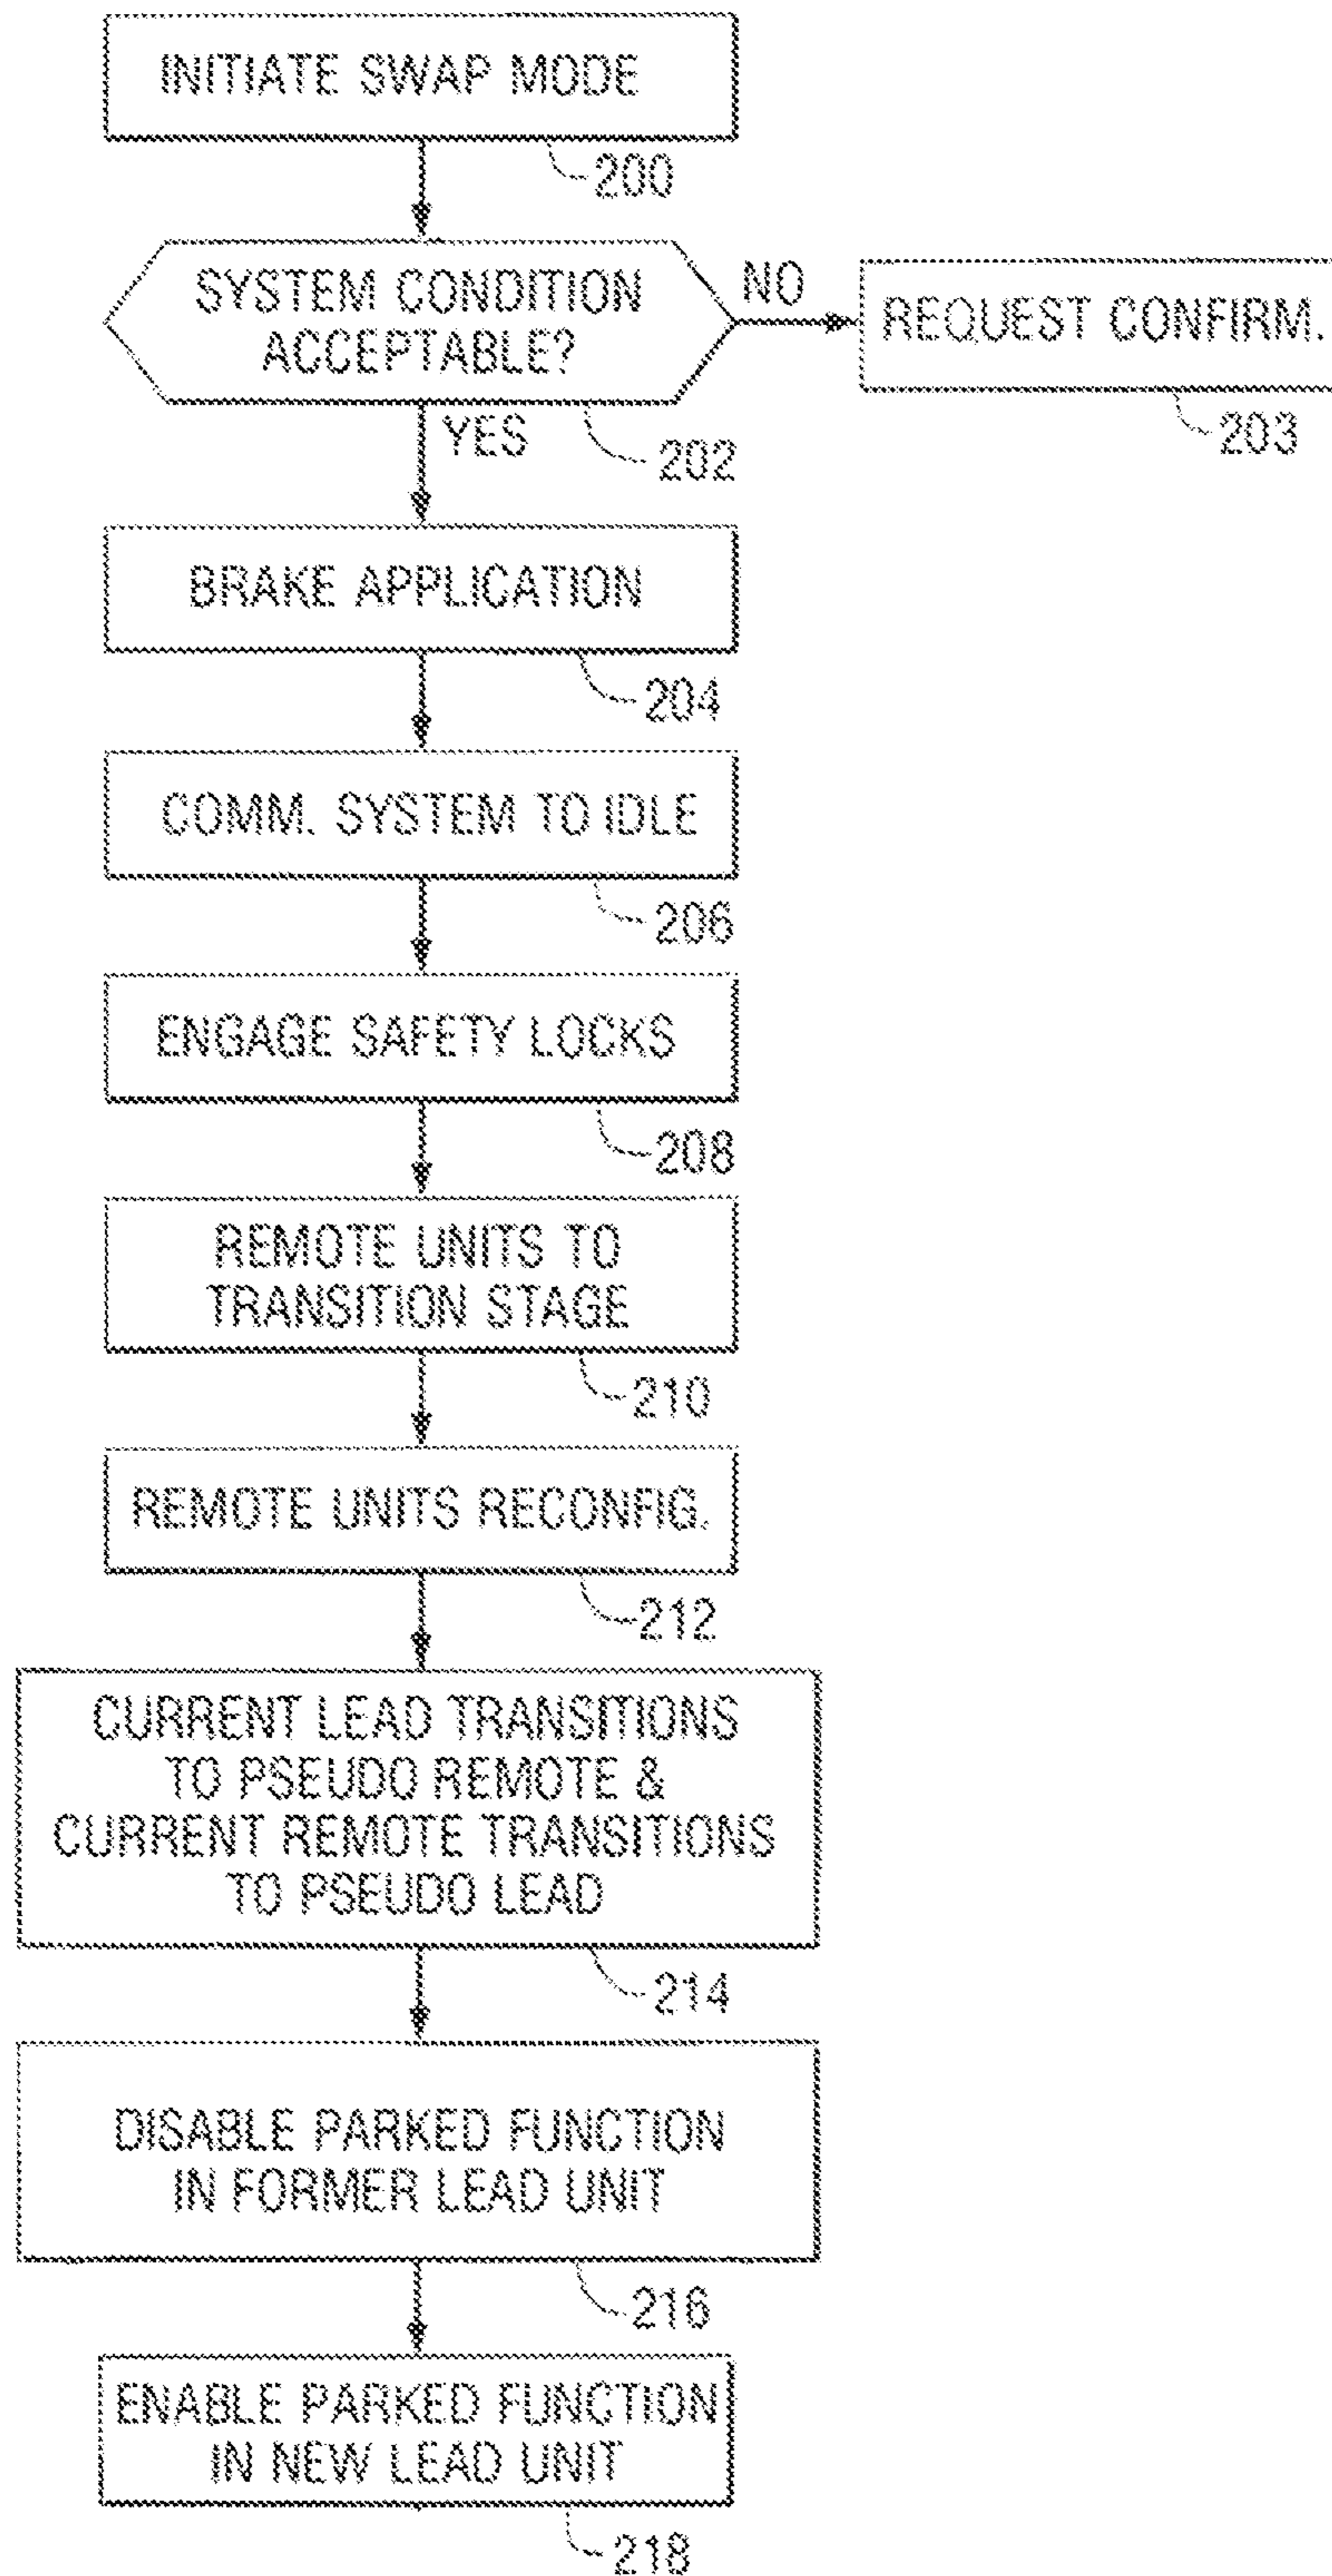 INITIATE SWAP MODE
200
SYSTEM CONDITION
ACCEPTABLE?
NO
REQUEST CONFIRM.
203
YES
202
BRAKE APPLICATION
204
COMM. SYSTEM TO IDLE
206
ENGAGE SAFETY LOCKS
208
REMOTE UNITS TO
TRANSITION STAGE
210
REMOTE UNITS RECONFIG.
212
CURRENT LEAD TRANSITIONS
TO PSEUDO REMOTE &
CURRENT REMOTE TRANSITIONS
TO PSEUDO LEAD
214
DISABLE PARKED FUNCTION
IN FORMER LEAD UNIT
216
ENABLE PARKED FUNCTION
IN NEW LEAD UNIT
218